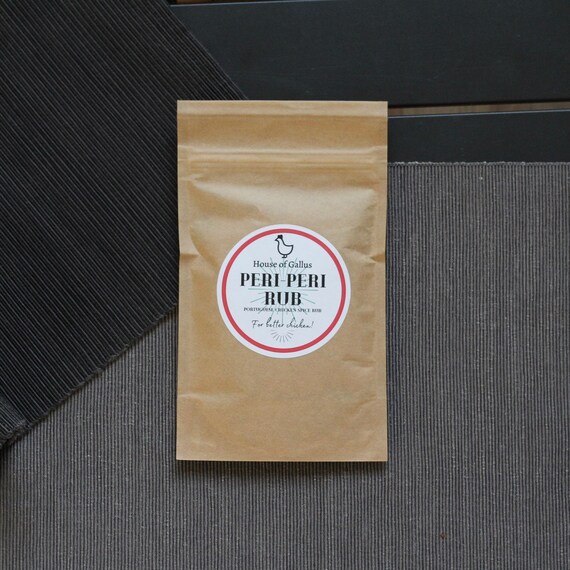 House of Gallus
PERI-PERI
RUB
PORTUGUESE CHICKEN SPICE RUB
For better chicken!